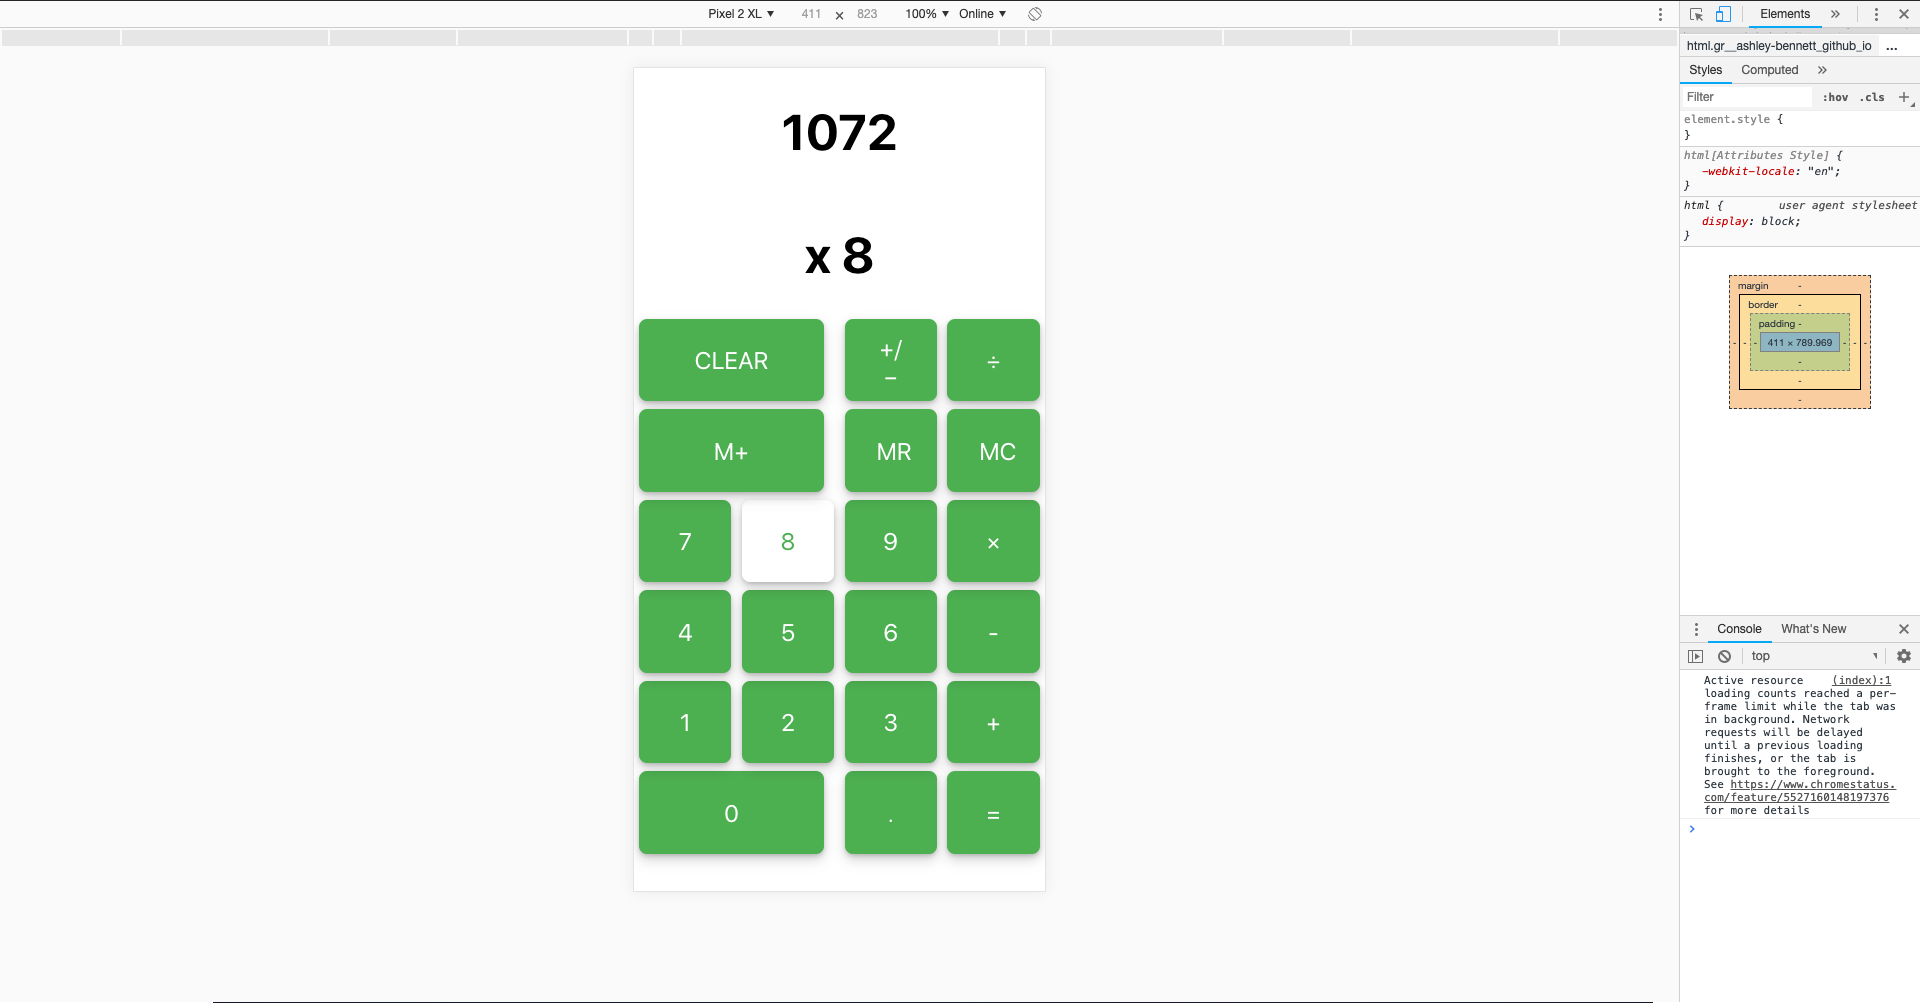 Pixel 2 XL ▼ 411 × 823 100% ▼ Online ▼
1072
x 8
CLEAR +/− ÷
M+ MR MC
7 8 9 ×
4 5 6 -
1 2 3 +
0 . =
Elements »
html.gr__ashley-bennett_github_io ...
Styles Computed »
Filter :hov .cls +
element.style {
}
html[Attributes Style] {
-webkit-locale: "en";
}
html { user agent stylesheet
display: block;
}
margin -
border -
padding -
- - - 411 × 789.969 - - -
-
-
-
Console What's New
top
Active resource (index):1
loading counts reached a per-
frame limit while the tab was
in background. Network
requests will be delayed
until a previous loading
finishes, or the tab is
brought to the foreground.
See https://www.chromestatus.
com/feature/5527160148197376
for more details
>